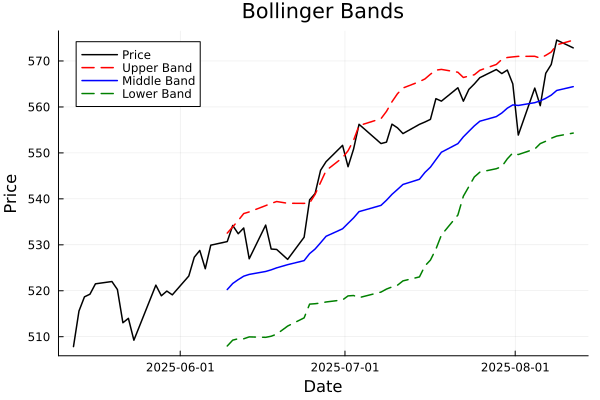 Bollinger Bands
Price
Upper Band
Middle Band
Lower Band
570
560
550
540
530
520
510
Price
2025-06-01
2025-07-01
2025-08-01
Date